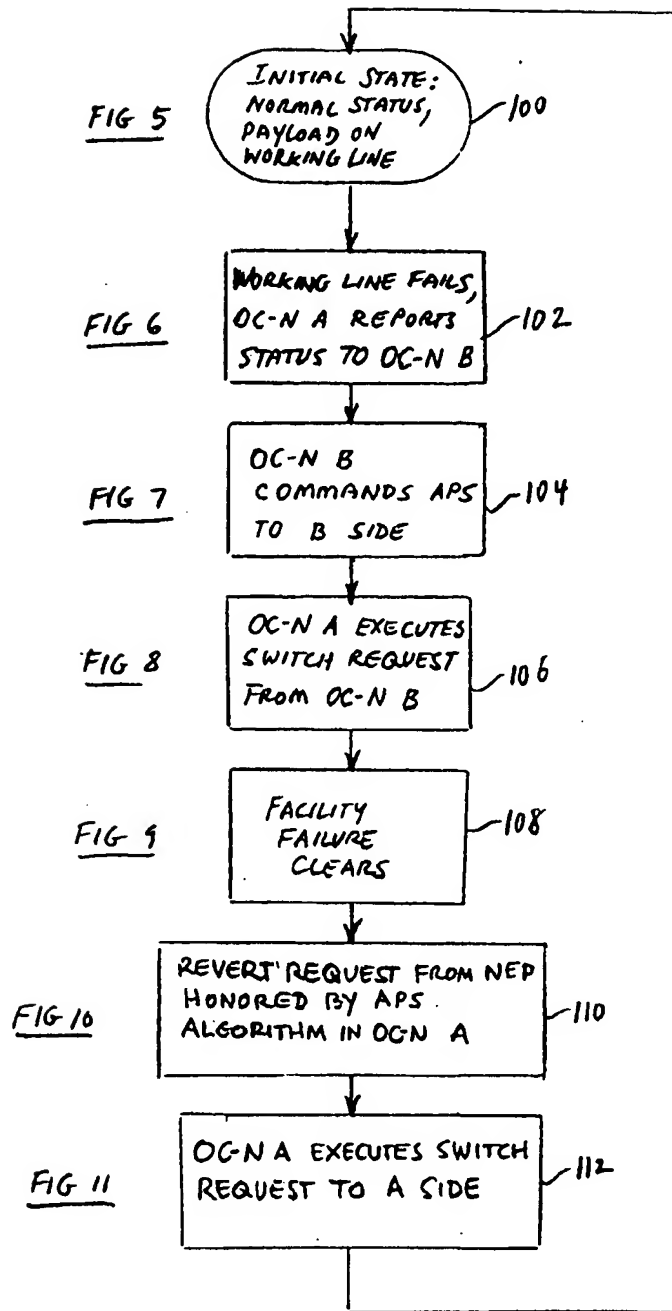 FIG 5
INITIAL STATE:
NORMAL STATUS,
PAYLOAD ON
WORKING LINE
100
FIG 6
WORKING LINE FAILS,
OC-N A REPORTS
STATUS TO OC-N B
102
FIG 7
OC-N B
COMMANDS APS
TO B SIDE
104
FIG 8
OC-N A EXECUTES
SWITCH REQUEST
FROM OC-N B
106
FIG 9
FACILITY
FAILURE
CLEARS
108
FIG 10
REVERT REQUEST FROM NEP
HONORED BY APS
ALGORITHM IN OC-N A
110
FIG 11
OC-N A EXECUTES SWITCH
REQUEST TO A SIDE
112